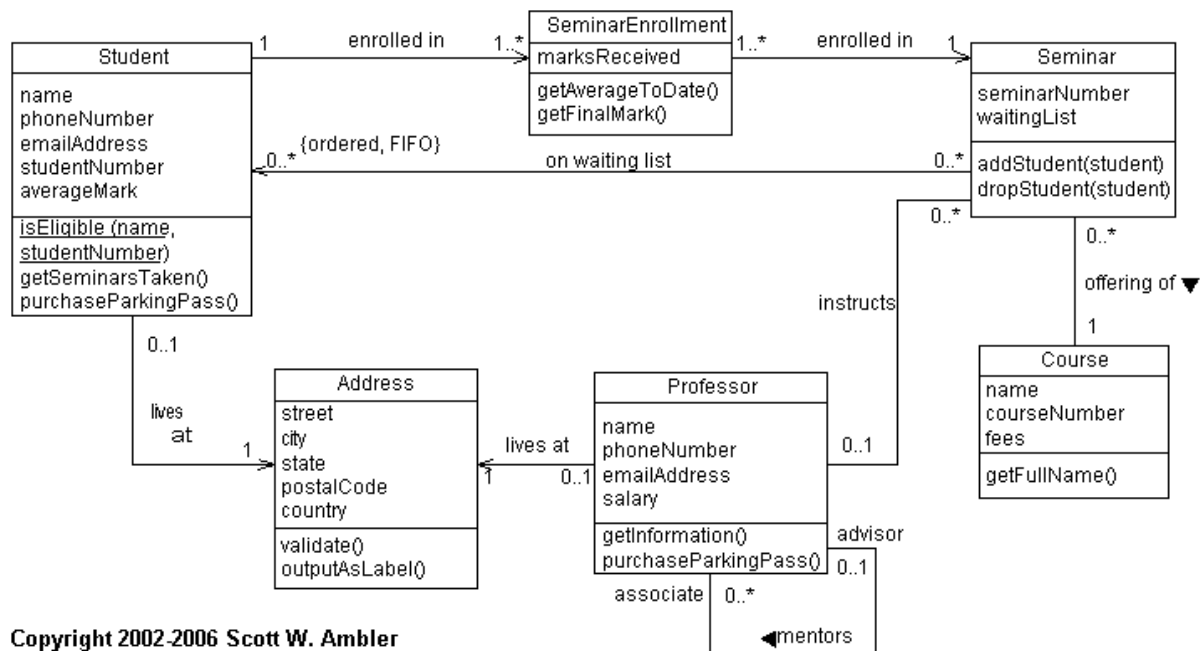 SeminarEnrollment
1
enrolled in
1..*
1..*
enrolled in
1
Student
marksReceived
Seminar
name
phoneNumber
emailAddress
studentNumber
averageMark
getAverageToDate()
getFinalMark()
seminarNumber
waitingList
{ordered, FIFO}
0..*
on waiting list
0..*
addStudent(student)
dropStudent(student)
isEligible (name,
studentNumber)
getSeminarsTaken()
purchaseParkingPass()
0..*
0..*
instructs
offering of
1
0..1
Address
Professor
Course
street
city
state
postalCode
country
name
phoneNumber
emailAddress
salary
name
courseNumber
fees
lives
at
1
lives at
1
0..1
0..1
getFullName()
validate()
outputAsLabel()
getInformation()
purchaseParkingPass()
advisor
0..1
associate
0..*
mentors
Copyright 2002-2006 Scott W. Ambler